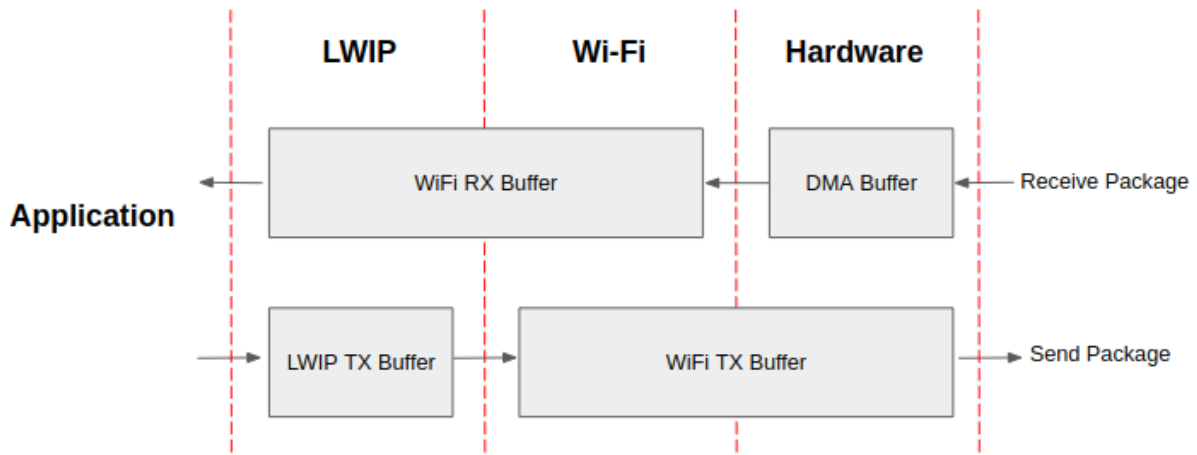 LWIP
Wi-Fi
Hardware
WiFi RX Buffer
DMA Buffer
Receive Package
Application
LWIP TX Buffer
WiFi TX Buffer
Send Package